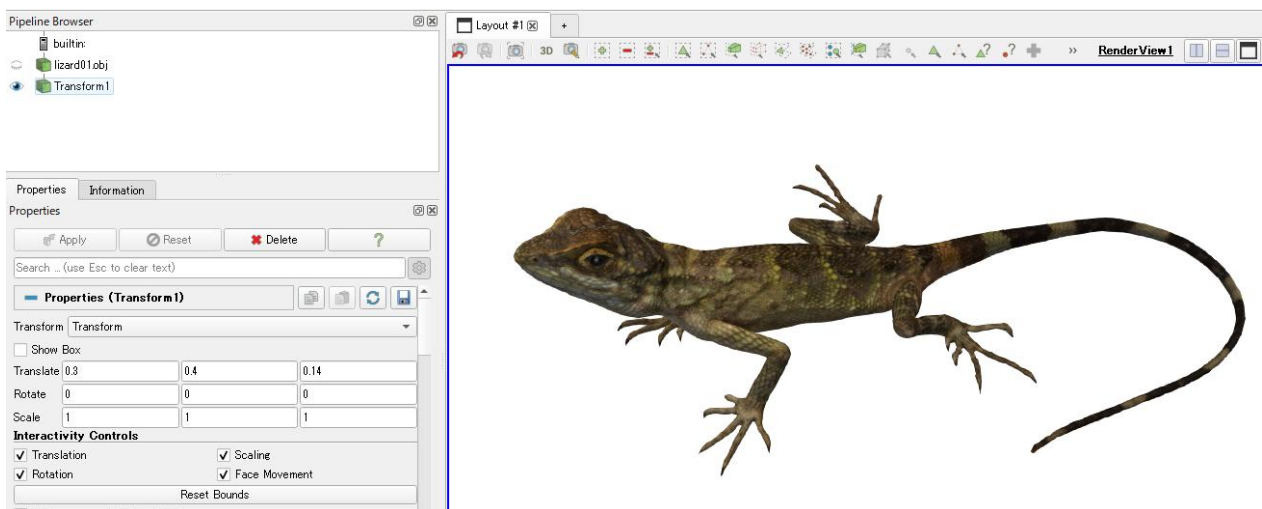 Pipeline Browser
builtin:
lizard01.obj
Transform1
Properties Information
Properties
Apply Reset Delete ?
Search ... (use Esc to clear text)
Properties (Transform1)
Transform Transform
Show Box
Translate 0.3 0.4 0.14
Rotate 0 0 0
Scale 1 1 1
Interactivity Controls
Translation Scaling
Rotation Face Movement
Reset Bounds
Layout #1 +
3D ? ? » RenderView1